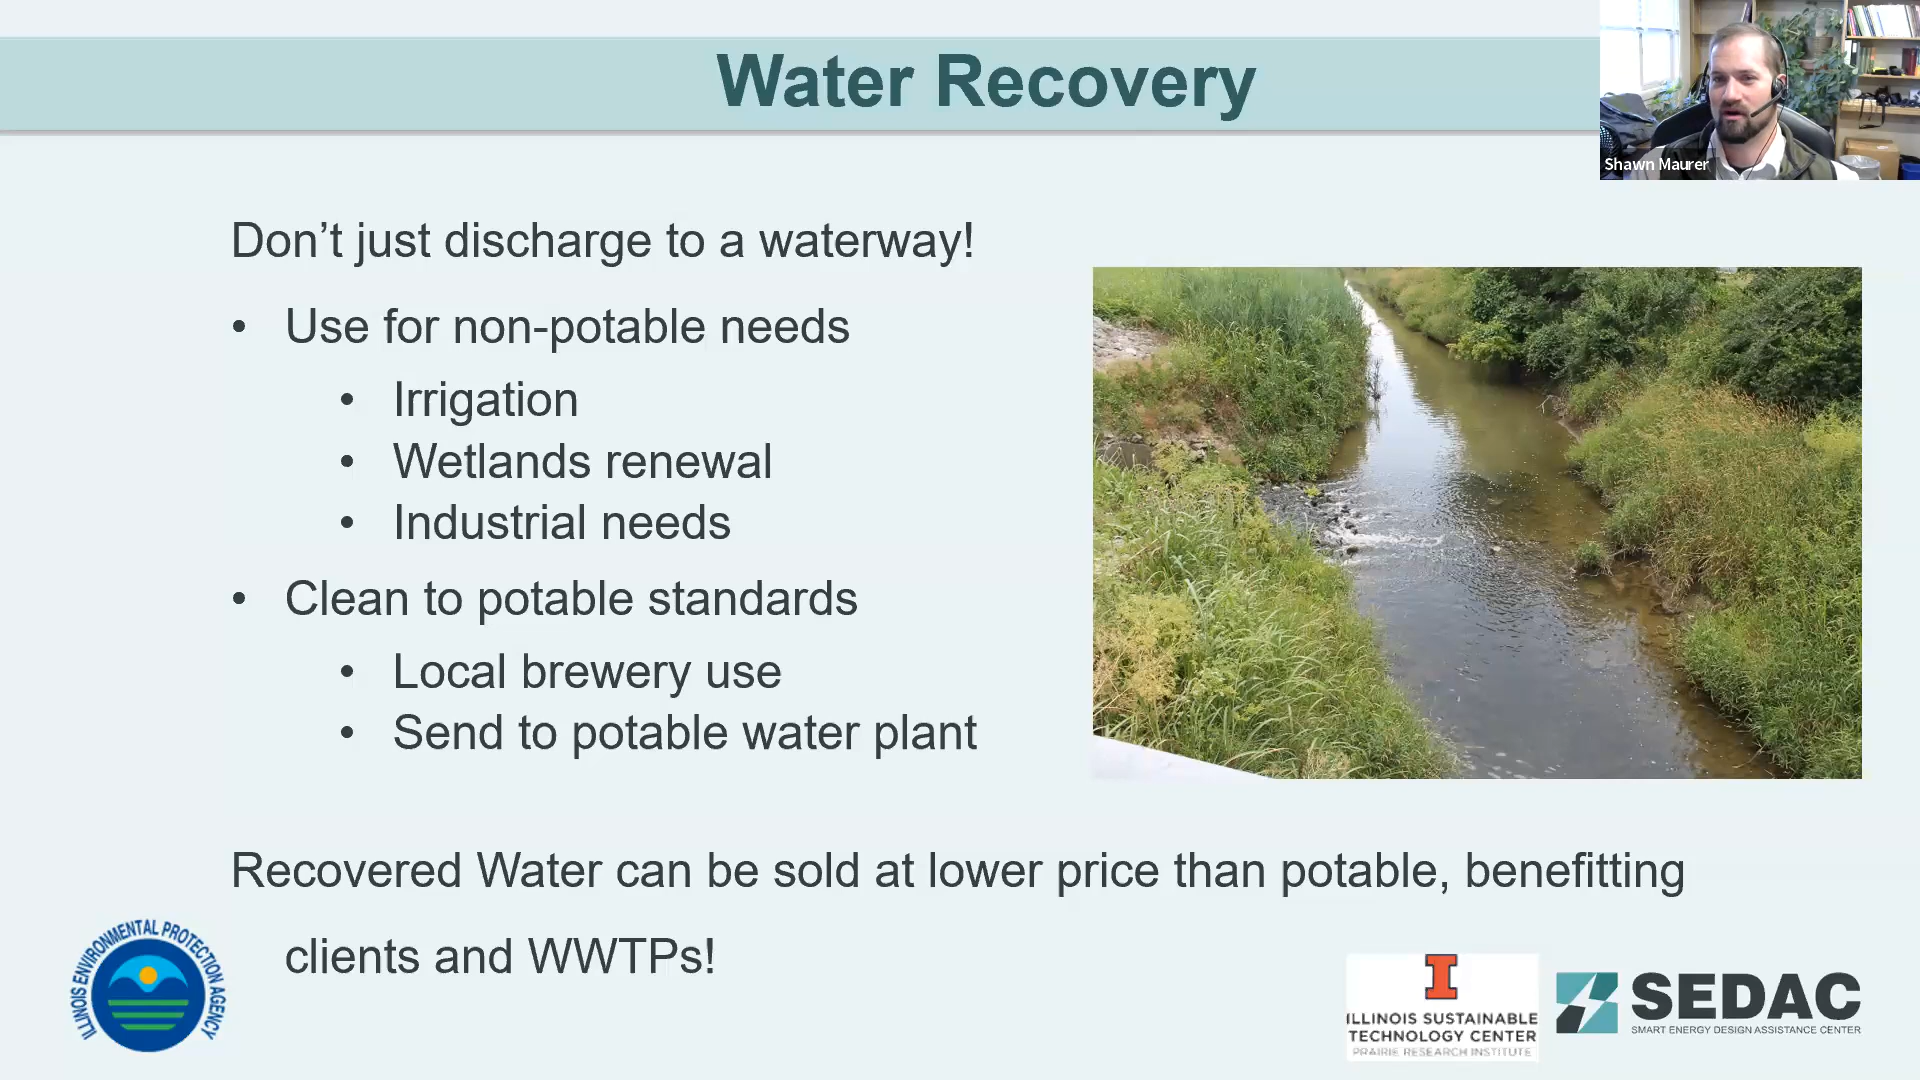 Water Recovery
Shawn Maurer
Don’t just discharge to a waterway!
• Use for non-potable needs
• Irrigation
• Wetlands renewal
• Industrial needs
• Clean to potable standards
• Local brewery use
• Send to potable water plant
Recovered Water can be sold at lower price than potable, benefitting
clients and WWTPs!
ILLINOIS ENVIRONMENTAL PROTECTION AGENCY
I
ILLINOIS SUSTAINABLE
TECHNOLOGY CENTER
PRAIRIE RESEARCH INSTITUTE
SEDAC
SMART ENERGY DESIGN ASSISTANCE CENTER